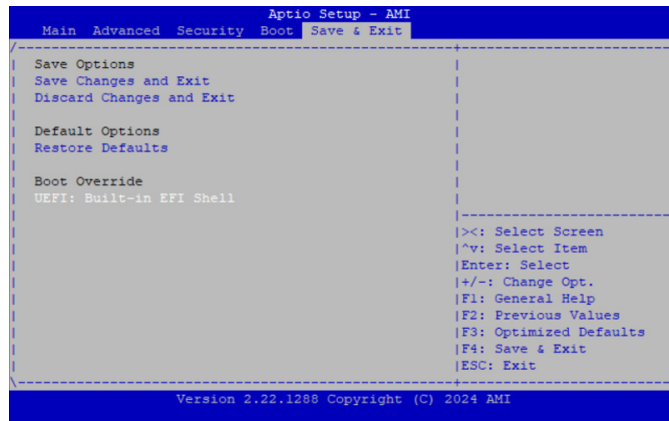 Aptio Setup - AMI
Main Advanced Security Boot Save & Exit
Save Options
Save Changes and Exit
Discard Changes and Exit
Default Options
Restore Defaults
Boot Override
UEFI: Built-in EFI Shell
><: Select Screen
^v: Select Item
Enter: Select
+/-: Change Opt.
F1: General Help
F2: Previous Values
F3: Optimized Defaults
F4: Save & Exit
ESC: Exit
Version 2.22.1288 Copyright (C) 2024 AMI